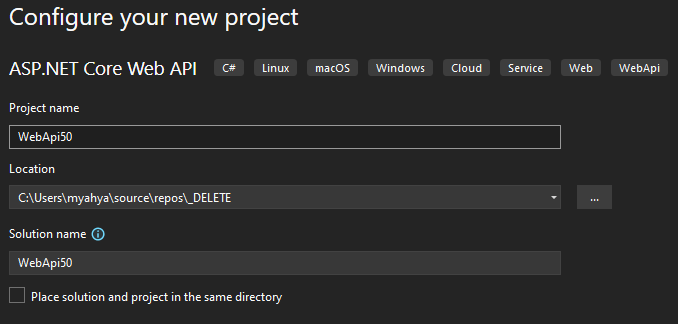 Configure your new project
ASP.NET Core Web API C# Linux macOS Windows Cloud Service Web WebApi
Project name
WebApi50
Location
C:\Users\myahya\source\repos\_DELETE
...
Solution name
WebApi50
Place solution and project in the same directory